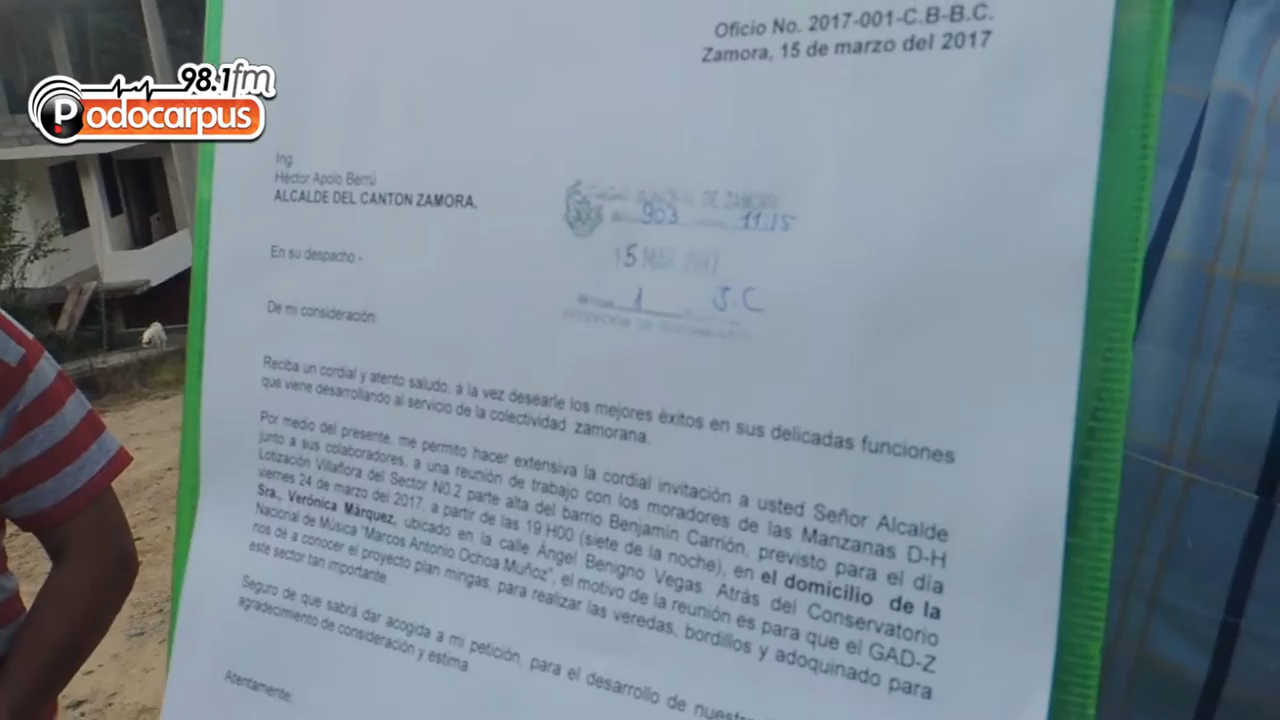 98.1fm
Podocarpus
Oficio No. 2017-001-C.B-B.C.
Zamora, 15 de marzo del 2017
Ing.
Héctor Apolo Berrú
ALCALDE DEL CANTON ZAMORA.
DE ZAMORA
903 11:15
15 MAR 2017
1 J.C
En su despacho.-
De mi consideración:
Reciba un cordial y atento saludo, a la vez desearle los mejores éxitos en sus delicadas funciones
que viene desarrollando al servicio de la colectividad zamorana.
Por medio del presente, me permito hacer extensiva la cordial invitación a usted Señor Alcalde
junto a sus colaboradores, a una reunión de trabajo con los moradores de las Manzanas D-H
Lotización Villaflora del Sector N0.2 parte alta del barrio Benjamín Carrión, previsto para el día
viernes 24 de marzo del 2017, a partir de las 19:H00 (siete de la noche), en el domicilio de la
Sra., Verónica Márquez, ubicado en la calle Ángel Benigno Vegas. Atrás del Conservatorio
Nacional de Música "Marcos Antonio Ochoa Muñoz", el motivo de la reunión es para que el GAD-Z
nos dé a conocer el proyecto plan mingas, para realizar las veredas, bordillos y adoquinado para
este sector tan importante.
Seguro de que sabrá dar acogida a mi petición, para el desarrollo de nuestro
agradecimiento de consideración y estima.
Atentamente;